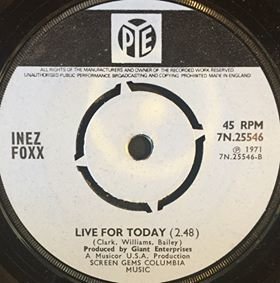 PYE
ALL RIGHTS OF THE MANUFACTURERS AND OWNER OF THE RECORDED WORK RESERVED.
UNAUTHORISED PUBLIC PERFORMANCE BROADCASTING AND COPYING PROHIBITED MADE IN ENGLAND
INEZ
FOXX
45 RPM
7N.25546
℗ 1971
7N.25546-B
LIVE FOR TODAY (2.48)
(Clark, Williams, Bailey)
Produced by Giant Enterprises
A Musicor U.S.A. Production
SCREEN GEMS COLUMBIA
MUSIC